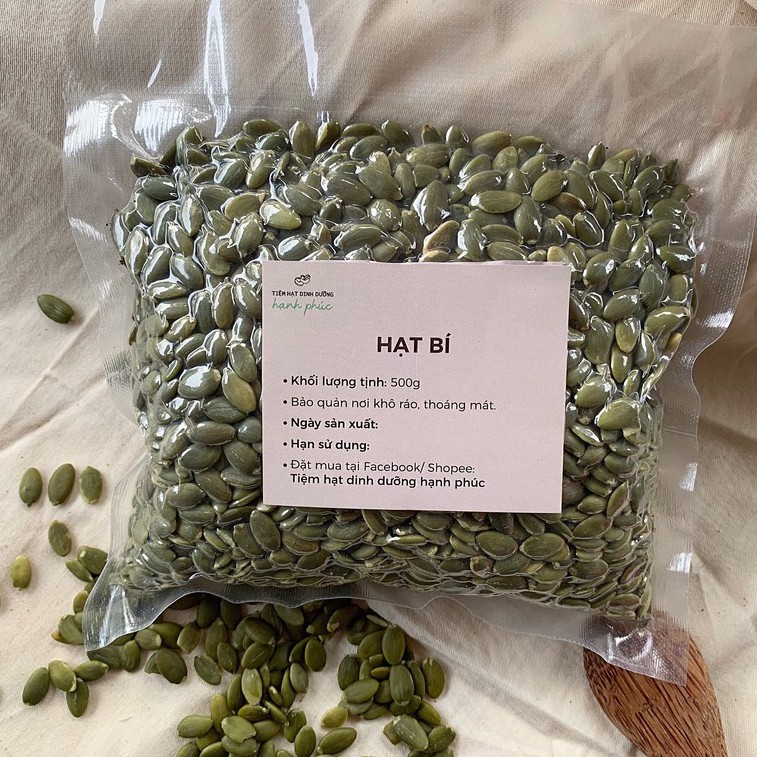 TIỆM HẠT DINH DƯỠNG
hạnh phúc
HẠT BÍ
• Khối lượng tịnh: 500g
• Bảo quản nơi khô ráo, thoáng mát.
• Ngày sản xuất:
• Hạn sử dụng:
• Đặt mua tại Facebook/ Shopee:
Tiệm hạt dinh dưỡng hạnh phúc